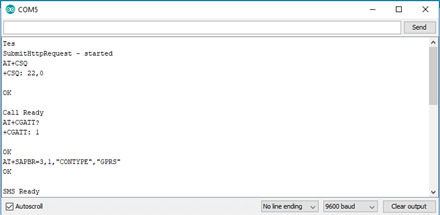 COM5
Send
Tes
SubmitHttpRequest - started
AT+CSQ
+CSQ: 22,0
OK
Call Ready
AT+CGATT?
+CGATT: 1
OK
AT+SAPBR=3,1,"CONTYPE","GPRS"
OK
SMS Ready
Autoscroll No line ending 9600 baud Clear output